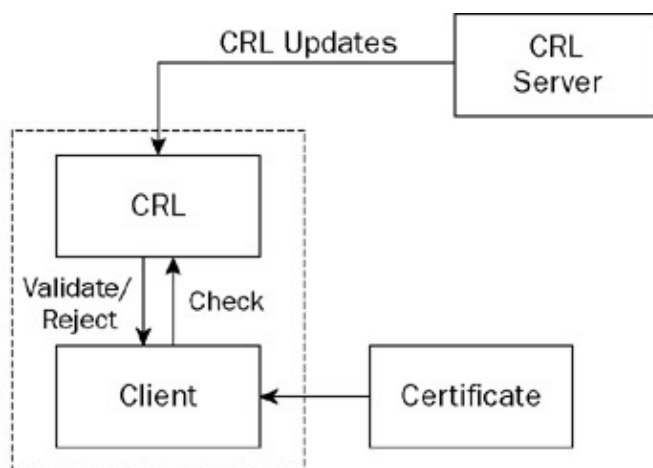 CRL Updates
CRL
Server
CRL
Validate/
Reject
Check
Client
Certificate